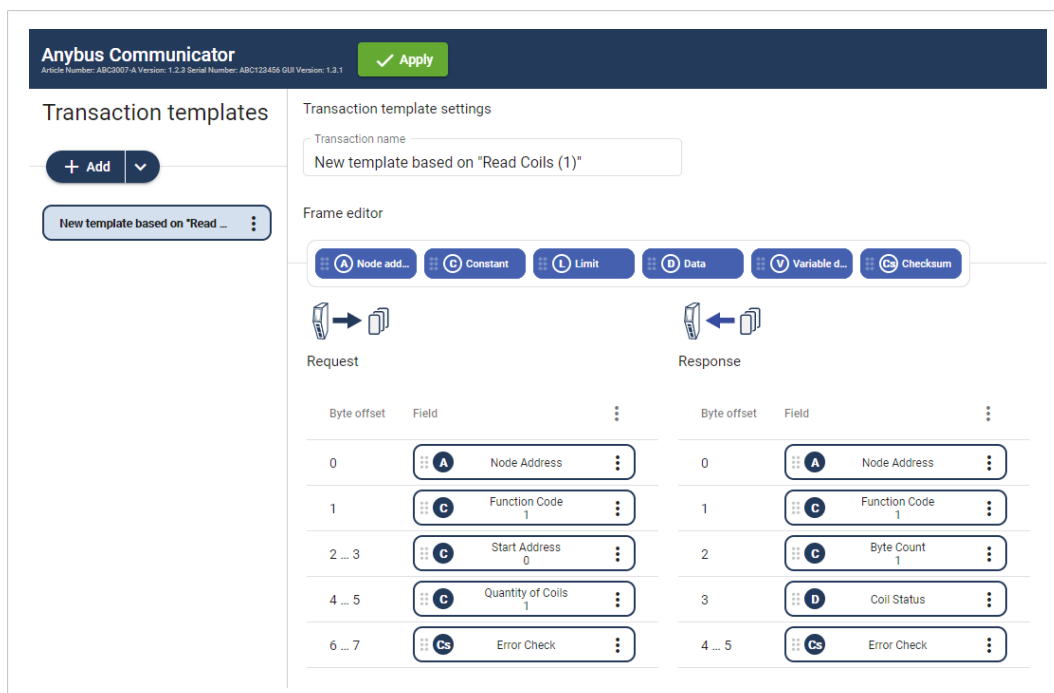 Anybus Communicator
Article Number: ABC3007-A Version: 1.2.3 Serial Number: ABC123456 GUI Version: 1.3.1
Apply
Transaction templates
Add
New template based on "Read ...
Transaction template settings
Transaction name
New template based on "Read Coils (1)"
Frame editor
A Node add... C Constant L Limit D Data V Variable d... Cs Checksum
Request
Byte offset Field
0 A Node Address
1 C Function Code
1
2 ... 3 C Start Address
0
4 ... 5 C Quantity of Coils
1
6 ... 7 Cs Error Check
Response
Byte offset Field
0 A Node Address
1 C Function Code
1
2 C Byte Count
1
3 D Coil Status
4 ... 5 Cs Error Check